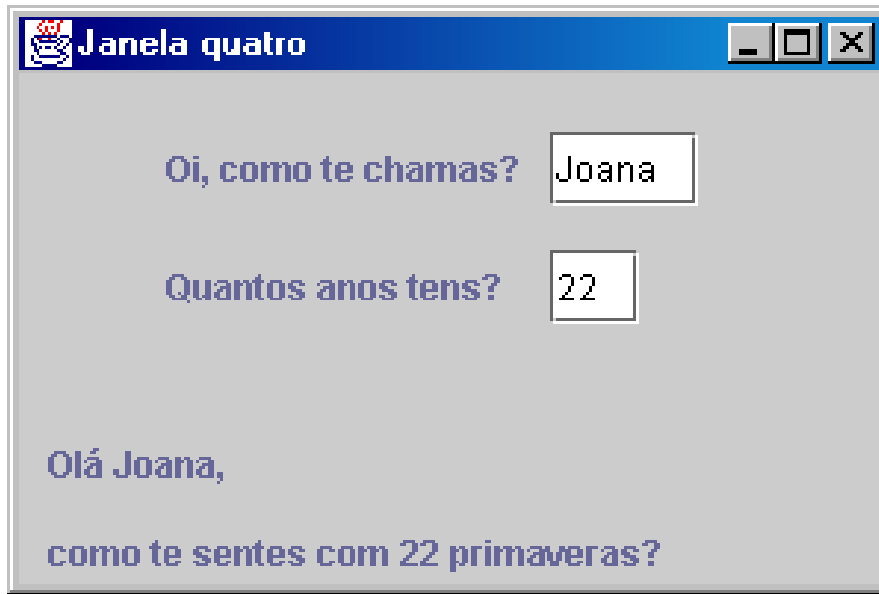 Janela quatro
Oi, como te chamas? Joana
Quantos anos tens? 22
Olá Joana,
como te sentes com 22 primaveras?